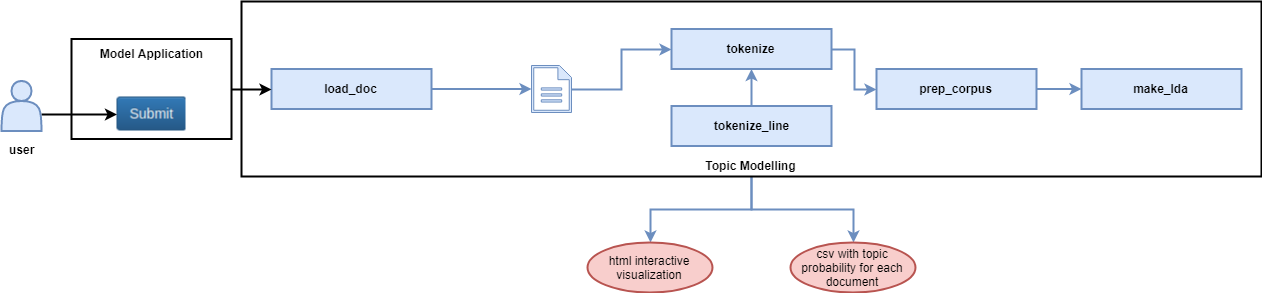 Model Application
Submit
user
load_doc
tokenize
tokenize_line
prep_corpus
make_lda
Topic Modelling
html interactive
visualization
csv with topic
probability for each
document